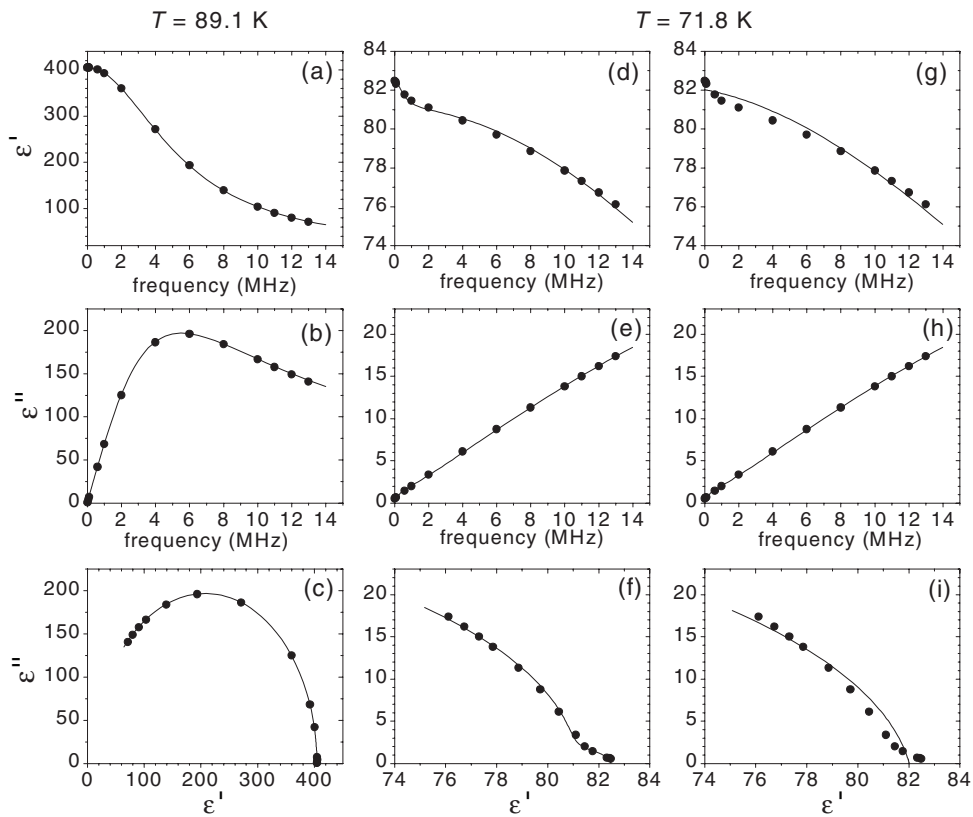 T = 89.1 K T = 71.8 K
(a) (d) (g)
400 300 200 100
84 82 80 78 76 74
84 82 80 78 76 74
ε'
0 2 4 6 8 10 12 14 0 2 4 6 8 10 12 14 0 2 4 6 8 10 12 14
frequency (MHz) frequency (MHz) frequency (MHz)
(b) (e) (h)
200 150 100 50 0
20 15 10 5 0
20 15 10 5 0
ε"
0 2 4 6 8 10 12 14 0 2 4 6 8 10 12 14 0 2 4 6 8 10 12 14
frequency (MHz) frequency (MHz) frequency (MHz)
(c) (f) (i)
200 150 100 50 0
20 15 10 5 0
20 15 10 5 0
ε"
0 100 200 300 400 74 76 78 80 82 84 74 76 78 80 82 84
ε' ε' ε'